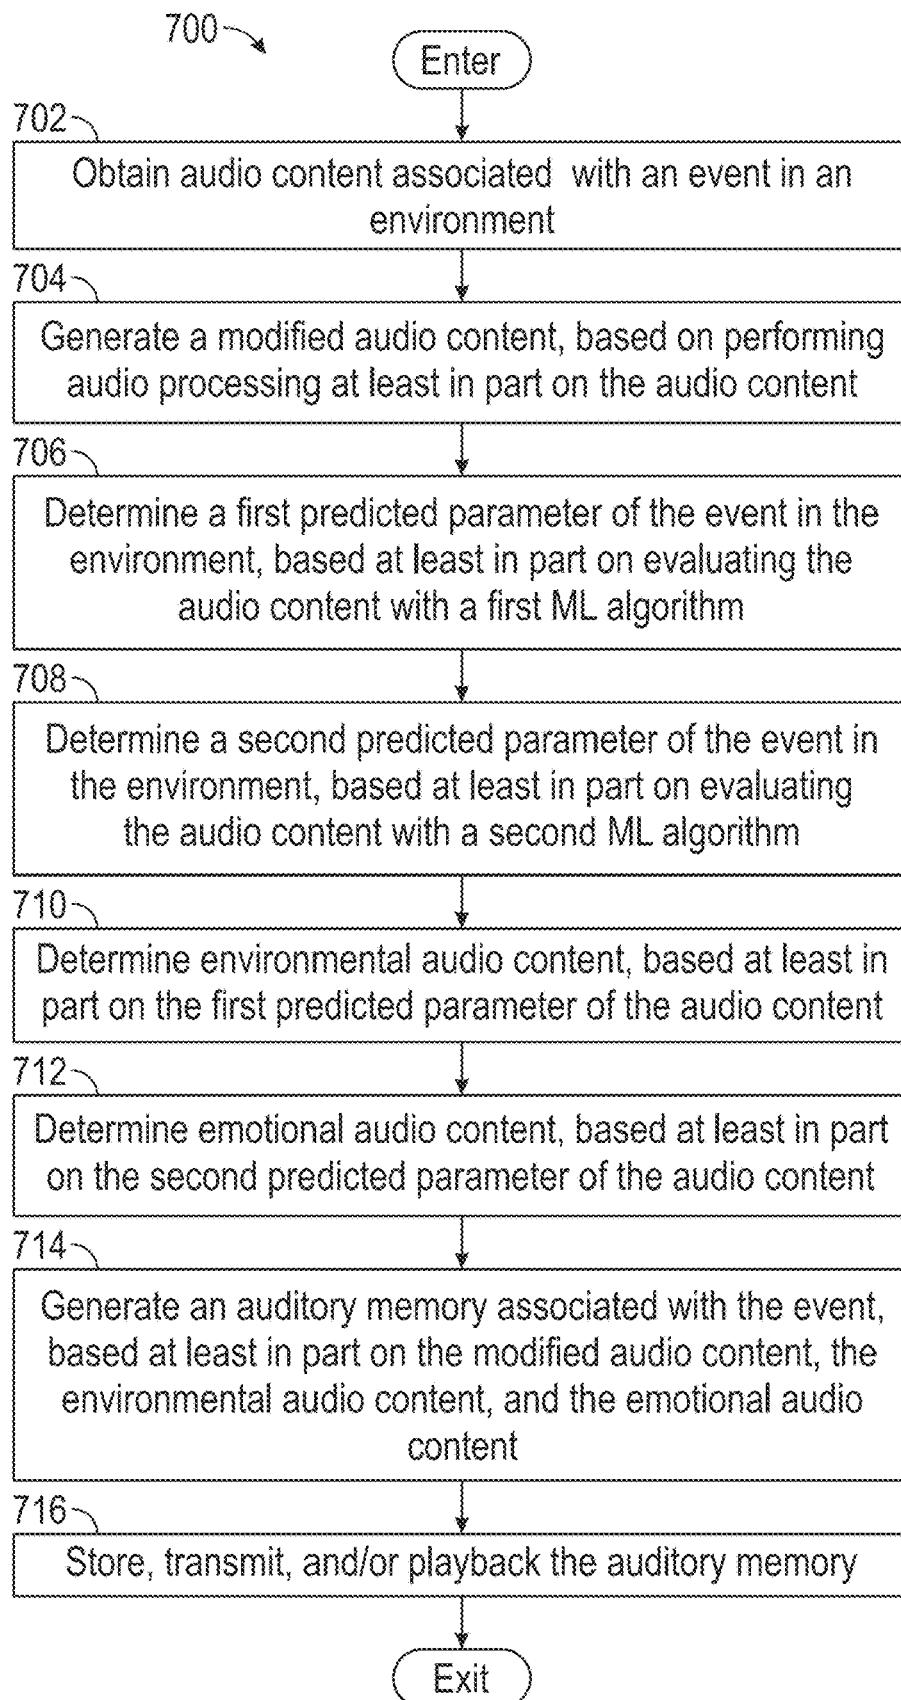 700
Enter
702
Obtain audio content associated with an event in an
environment
704
Generate a modified audio content, based on performing
audio processing at least in part on the audio content
706
Determine a first predicted parameter of the event in the
environment, based at least in part on evaluating the
audio content with a first ML algorithm
708
Determine a second predicted parameter of the event in
the environment, based at least in part on evaluating
the audio content with a second ML algorithm
710
Determine environmental audio content, based at least in
part on the first predicted parameter of the audio content
712
Determine emotional audio content, based at least in part
on the second predicted parameter of the audio content
714
Generate an auditory memory associated with the event,
based at least in part on the modified audio content, the
environmental audio content, and the emotional audio
content
716
Store, transmit, and/or playback the auditory memory
Exit